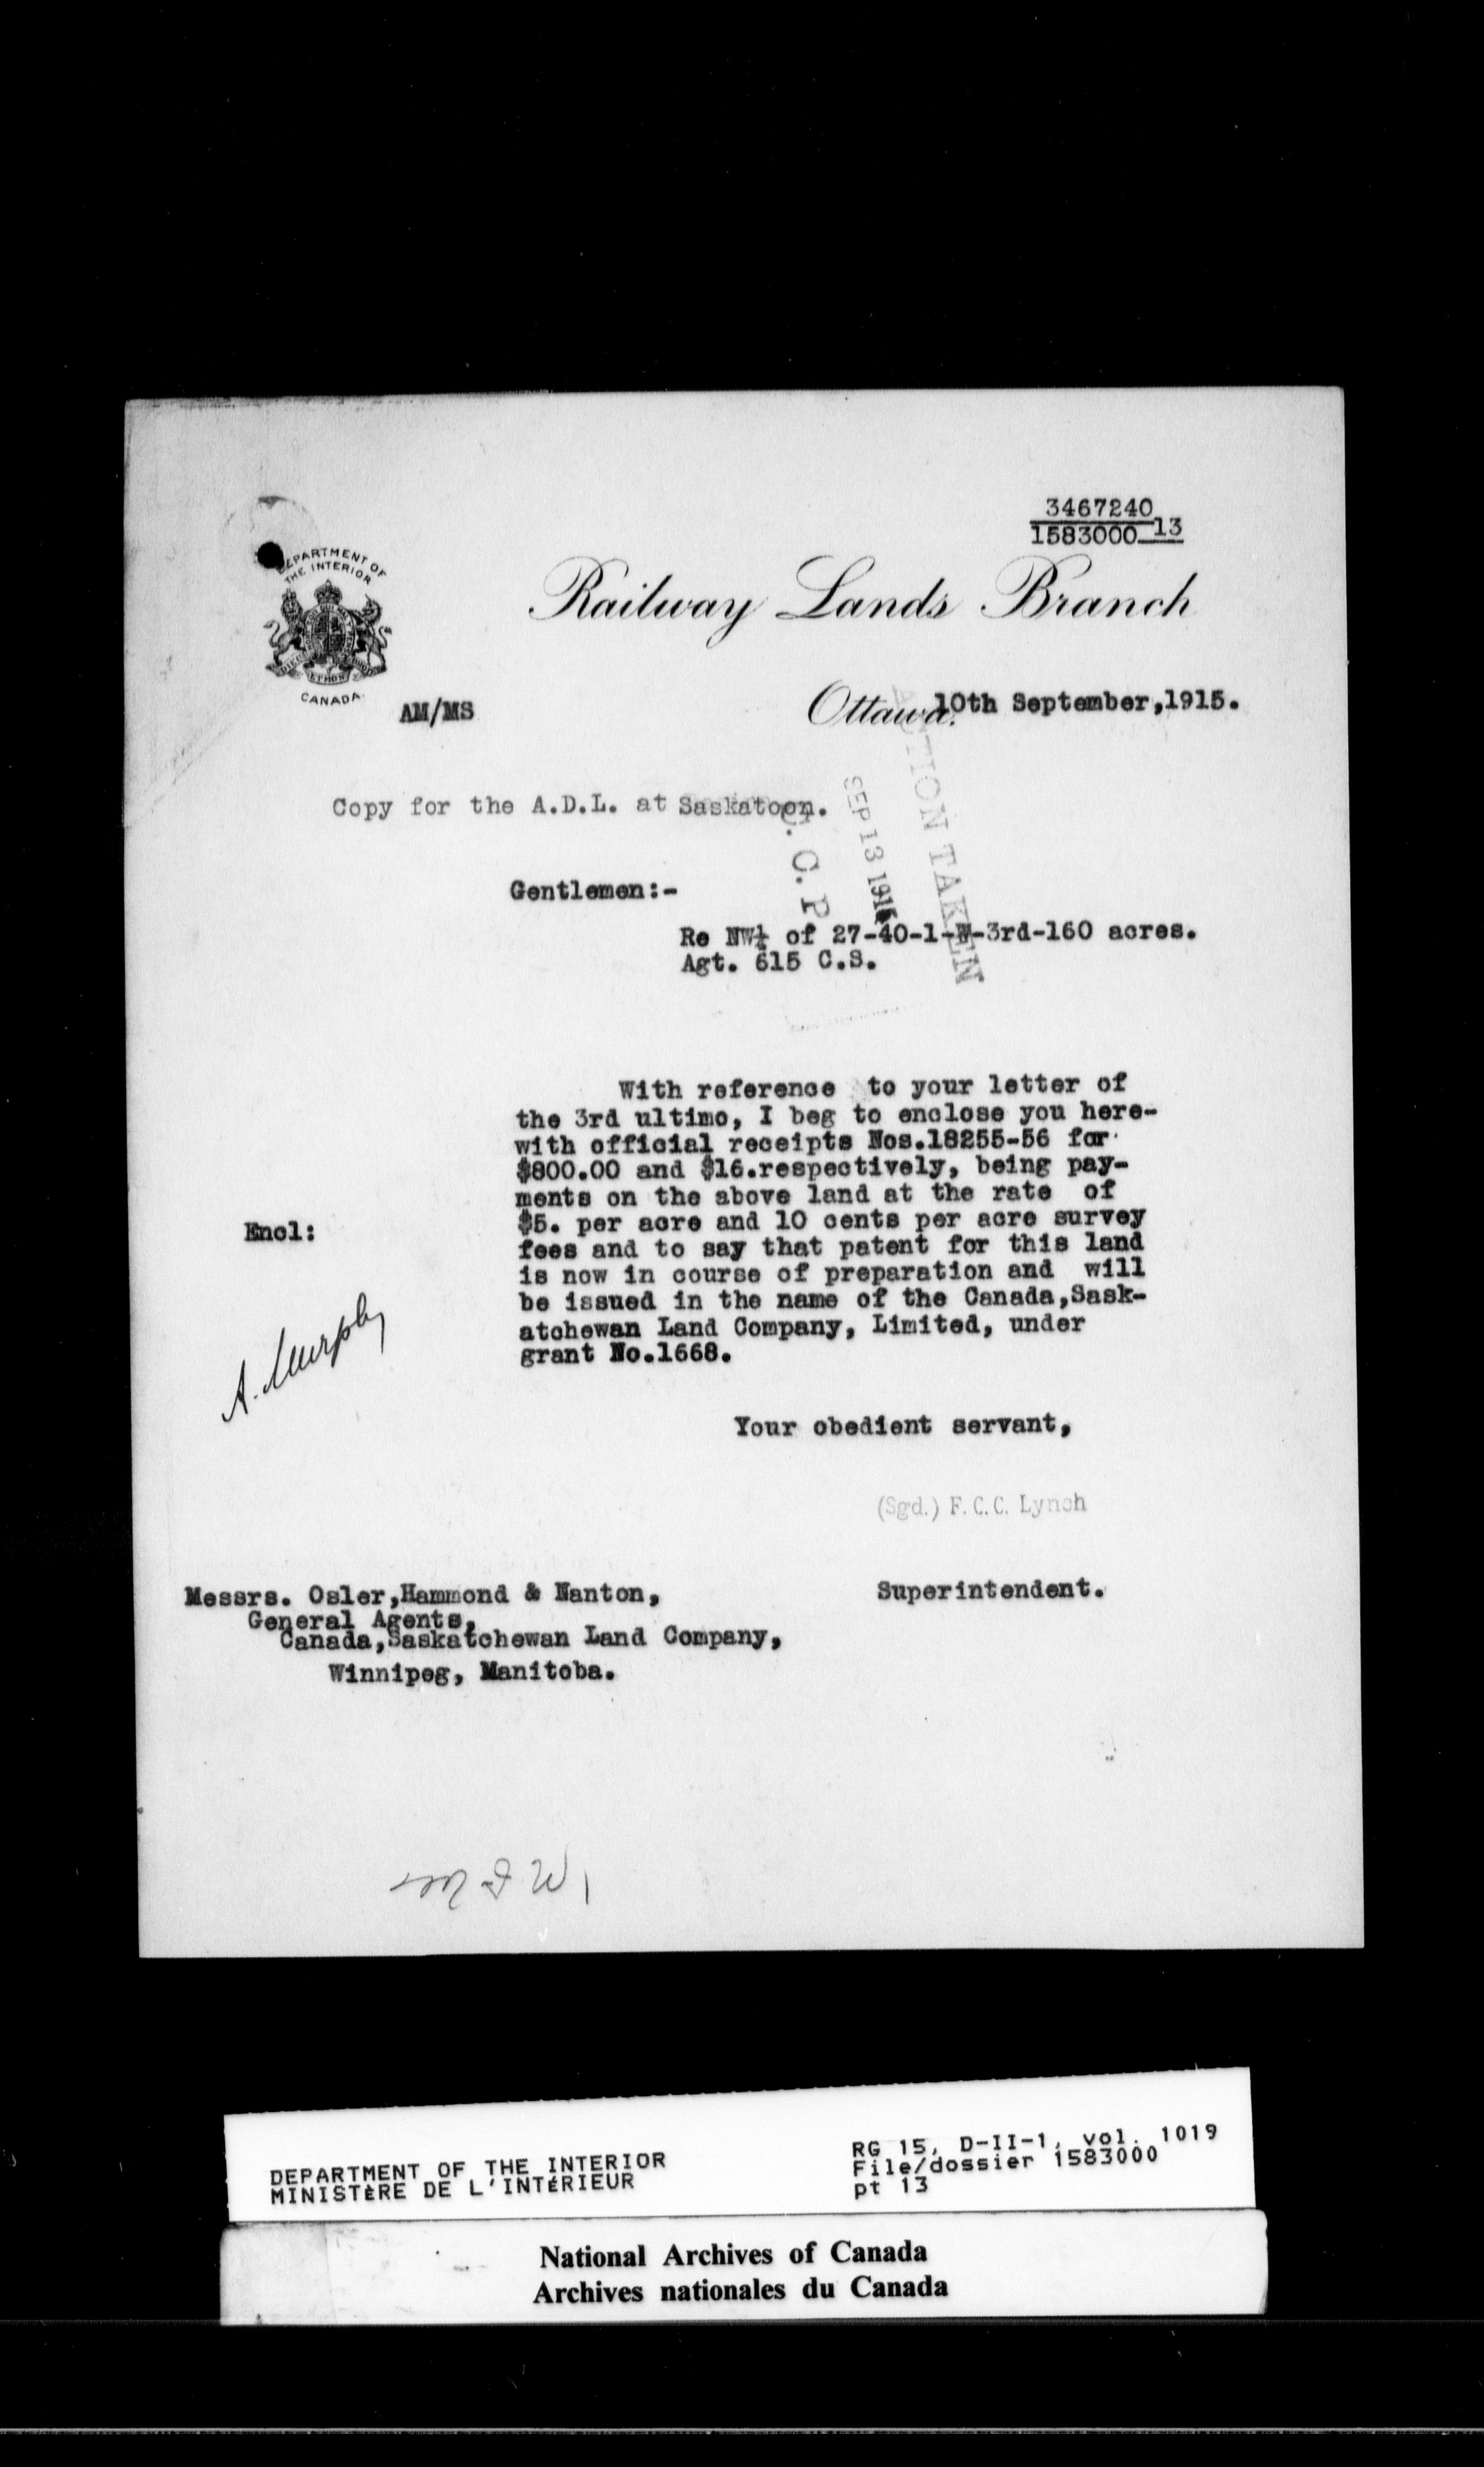 3467240
1583000 13
DEPARTMENT OF
THE INTERIOR
CANADA
Railway Lands Branch
AM/MS
Ottawa, 10th September,1915.
Copy for the A.D.L. at Saskatoon.
C. P
SEP 13 1915
ACTION TAKEN
Gentlemen:-
Re NW¼ of 27-40-1-W-3rd-160 acres.
Agt. 615 C.S.
With reference to your letter of
the 3rd ultimo, I beg to enclose you here-
with official receipts Nos.18255-56 for
$800.00 and $16.respectively, being pay-
ments on the above land at the rate of
$5. per acre and 10 cents per acre survey
fees and to say that patent for this land
is now in course of preparation and will
be issued in the name of the Canada,Sask-
atchewan Land Company, Limited, under
grant No.1668.
Encl:
A. Murphy
Your obedient servant,
(Sgd.) F.C.C. Lynch
Superintendent.
Messrs. Osler,Hammond & Nanton,
General Agents,
Canada,Saskatchewan Land Company,
Winnipeg, Manitoba.
DEPARTMENT OF THE INTERIOR
MINISTÈRE DE L'INTÉRIEUR
RG 15, D-II-1, vol. 1019
File/dossier 1583000
pt 13
National Archives of Canada
Archives nationales du Canada